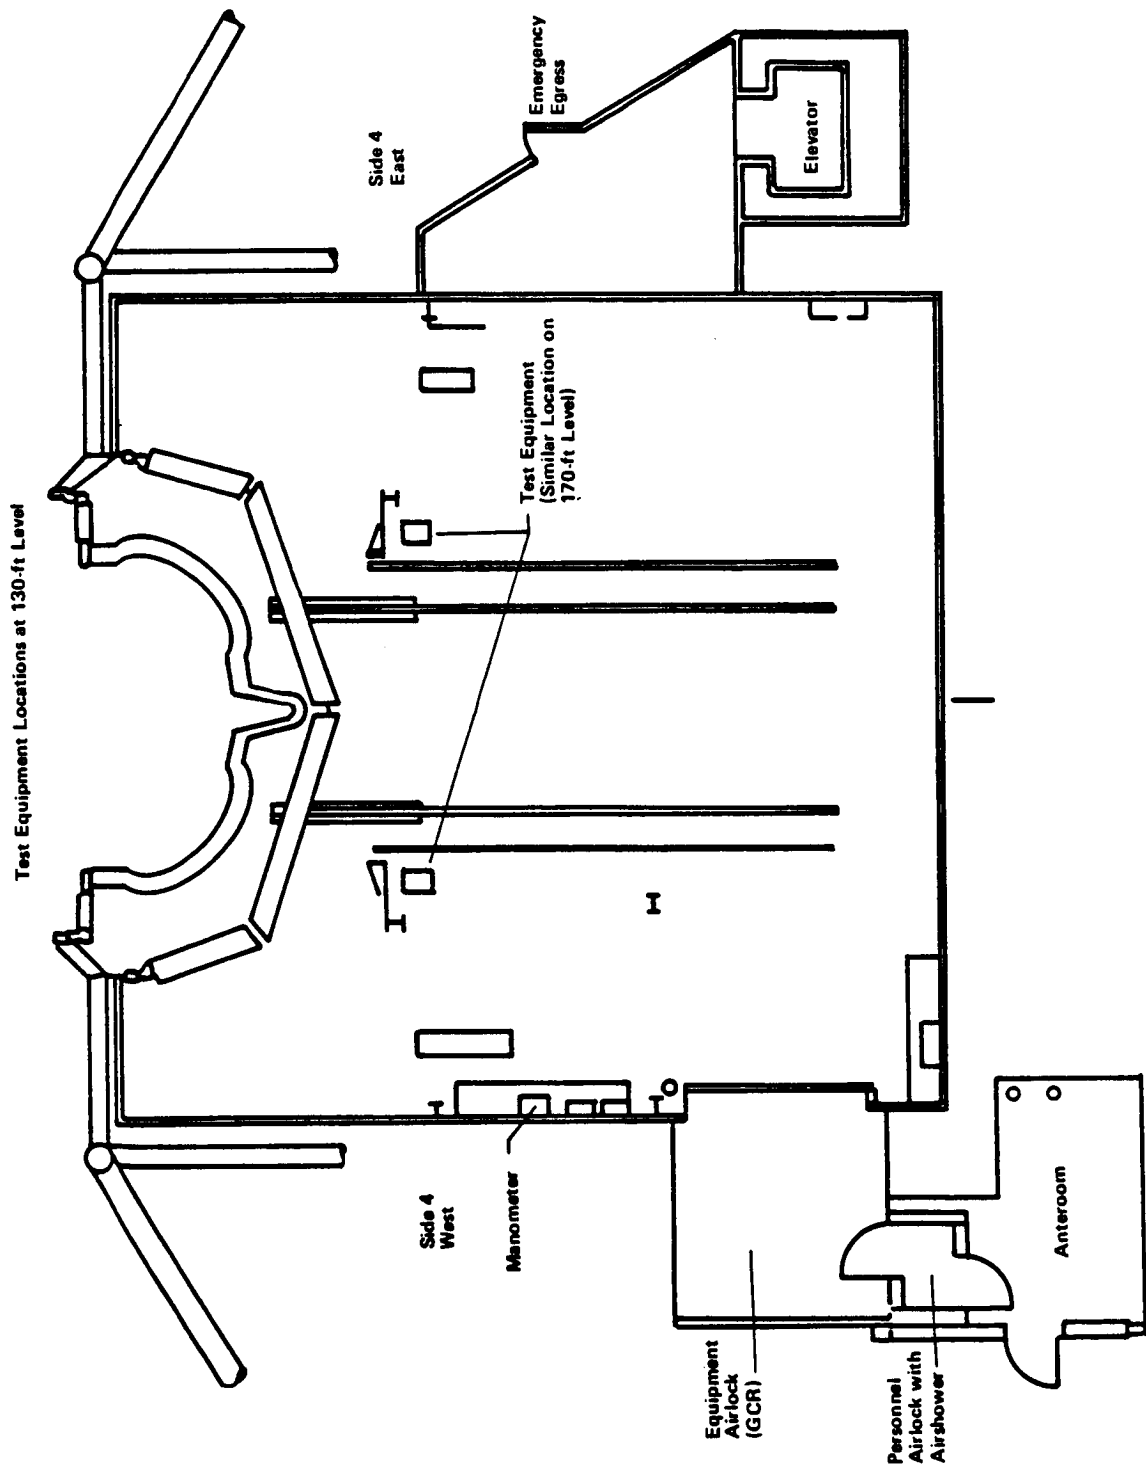 Test Equipment Locations at 130-ft Level
Side 4
East
Emergency
Egress
Elevator
Test Equipment
(Similar Location on
170-ft Level)
Side 4
West
Manometer
Equipment
Airlock
(GCR)
Personnel
Airlock with
Airshower
Anteroom